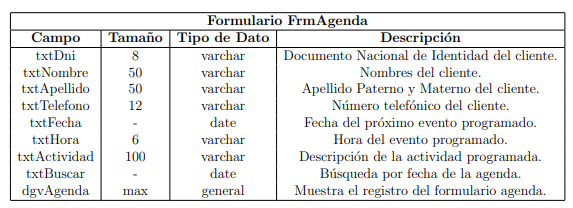 Formulario FrmAgenda
Campo Tamaño Tipo de Dato Descripción
txtDni 8 varchar Documento Nacional de Identidad del cliente.
txtNombre 50 varchar Nombres del cliente.
txtApellido 50 varchar Apellido Paterno y Materno del cliente.
txtTelefono 12 varchar Número telefónico del cliente.
txtFecha - date Fecha del próximo evento programado.
txtHora 6 varchar Hora del evento programado.
txtActividad 100 varchar Descripción de la actividad programada.
txtBuscar - date Búsqueda por fecha de la agenda.
dgvAgenda max general Muestra el registro del formulario agenda.